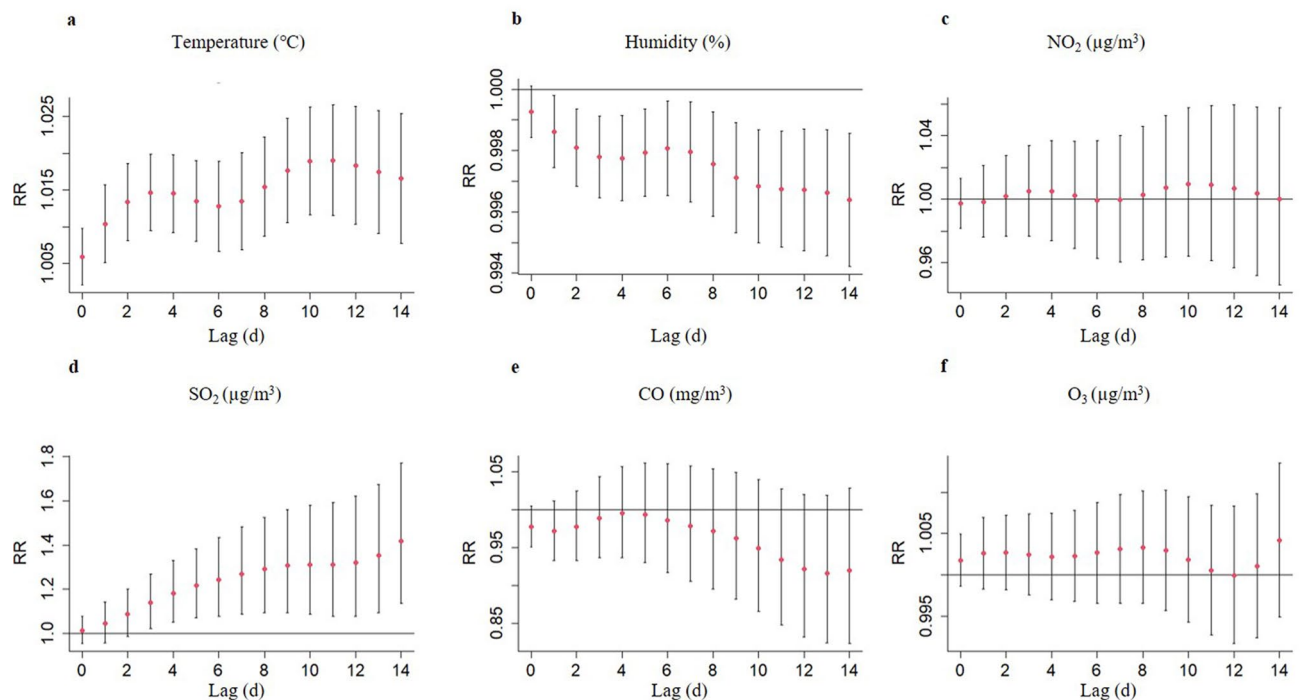 a
Temperature (°C)
RR
1.005 1.015 1.025
0 2 4 6 8 10 12 14
Lag (d)
b
Humidity (%)
RR
0.994 0.996 0.998 1.000
0 2 4 6 8 10 12 14
Lag (d)
c
NO₂ (µg/m³)
RR
0.96 1.00 1.04
0 2 4 6 8 10 12 14
Lag (d)
d
SO₂ (µg/m³)
RR
1.0 1.2 1.4 1.6 1.8
0 2 4 6 8 10 12 14
Lag (d)
e
CO (mg/m³)
RR
0.85 0.95 1.05
0 2 4 6 8 10 12 14
Lag (d)
f
O₃ (µg/m³)
RR
0.995 1.005
0 2 4 6 8 10 12 14
Lag (d)